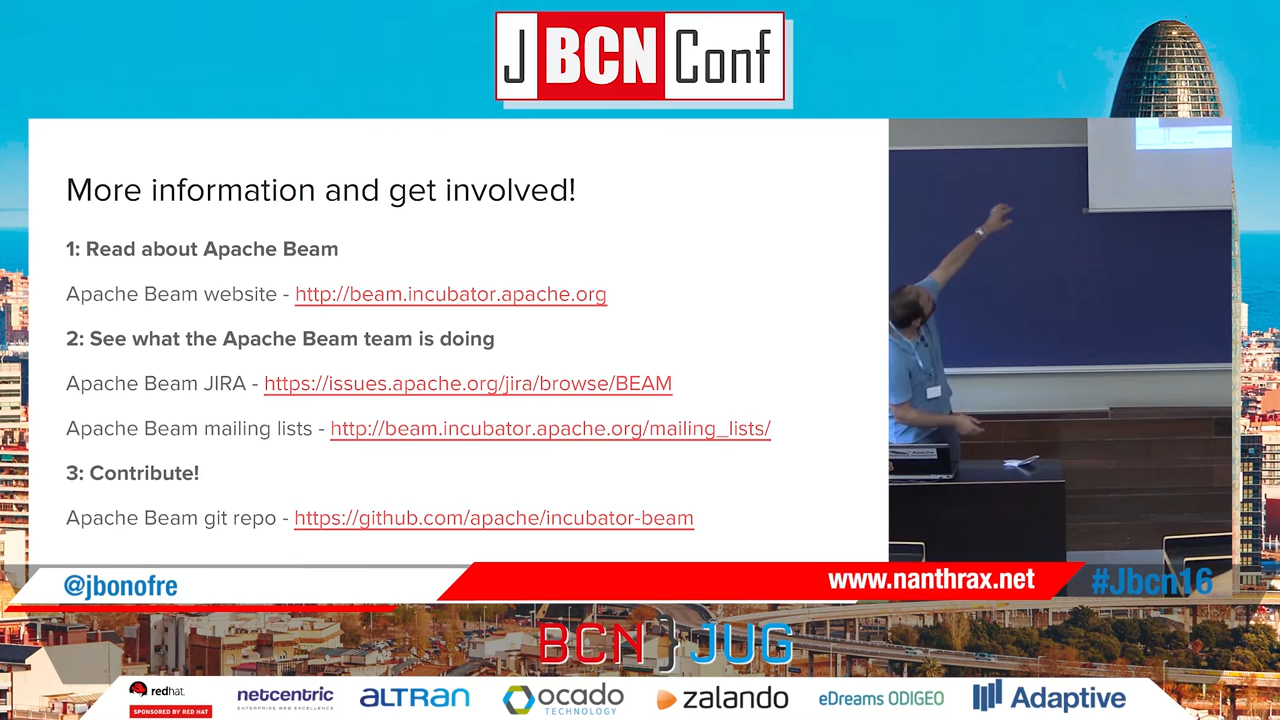 J BCN Conf
More information and get involved!
1: Read about Apache Beam
Apache Beam website - http://beam.incubator.apache.org
2: See what the Apache Beam team is doing
Apache Beam JIRA - https://issues.apache.org/jira/browse/BEAM
Apache Beam mailing lists - http://beam.incubator.apache.org/mailing_lists/
3: Contribute!
Apache Beam git repo - https://github.com/apache/incubator-beam
@jbonofre
www.nanthrax.net
#Jbcn16
BCN JUG
redhat.
SPONSORED BY RED HAT
netcentric
ENTERPRISE WEB EXCELLENCE
ALTRAN
ocado
TECHNOLOGY
zalando
eDreams ODIGEO
Adaptive